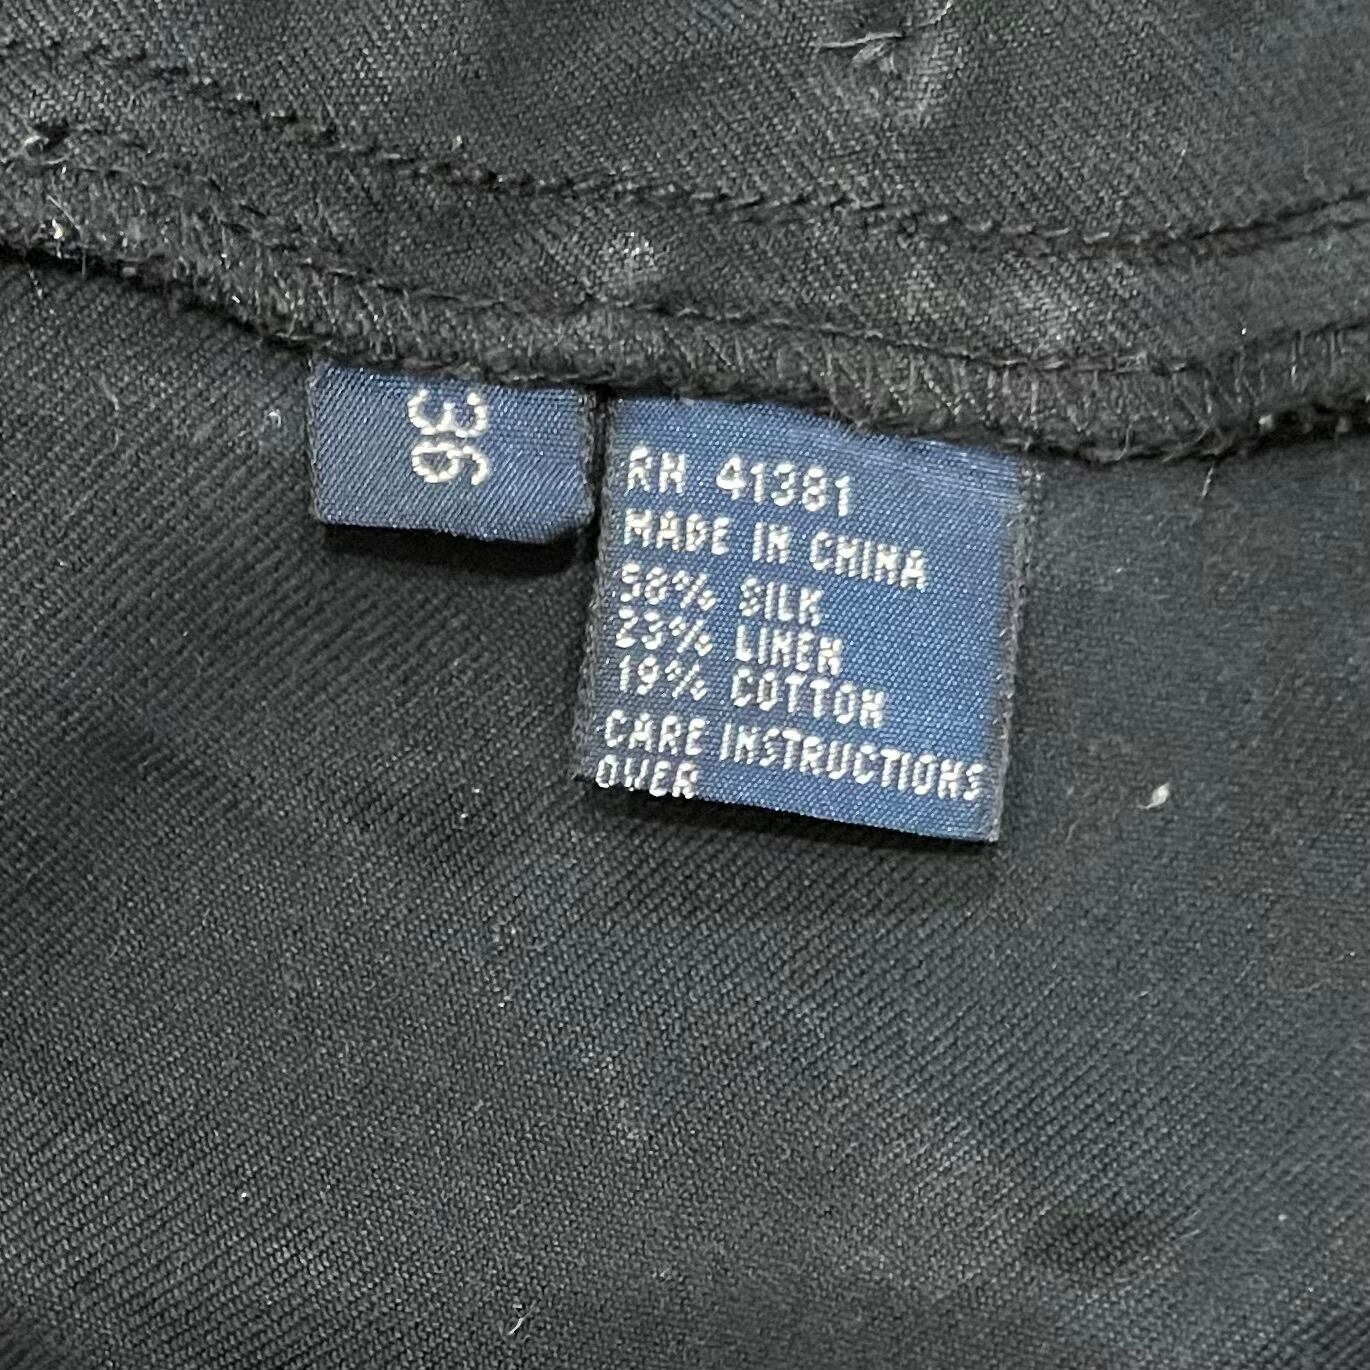 36
RN 41381
MADE IN CHINA
58% SILK
23% LINEN
19% COTTON
CARE INSTRUCTIONS
OVER